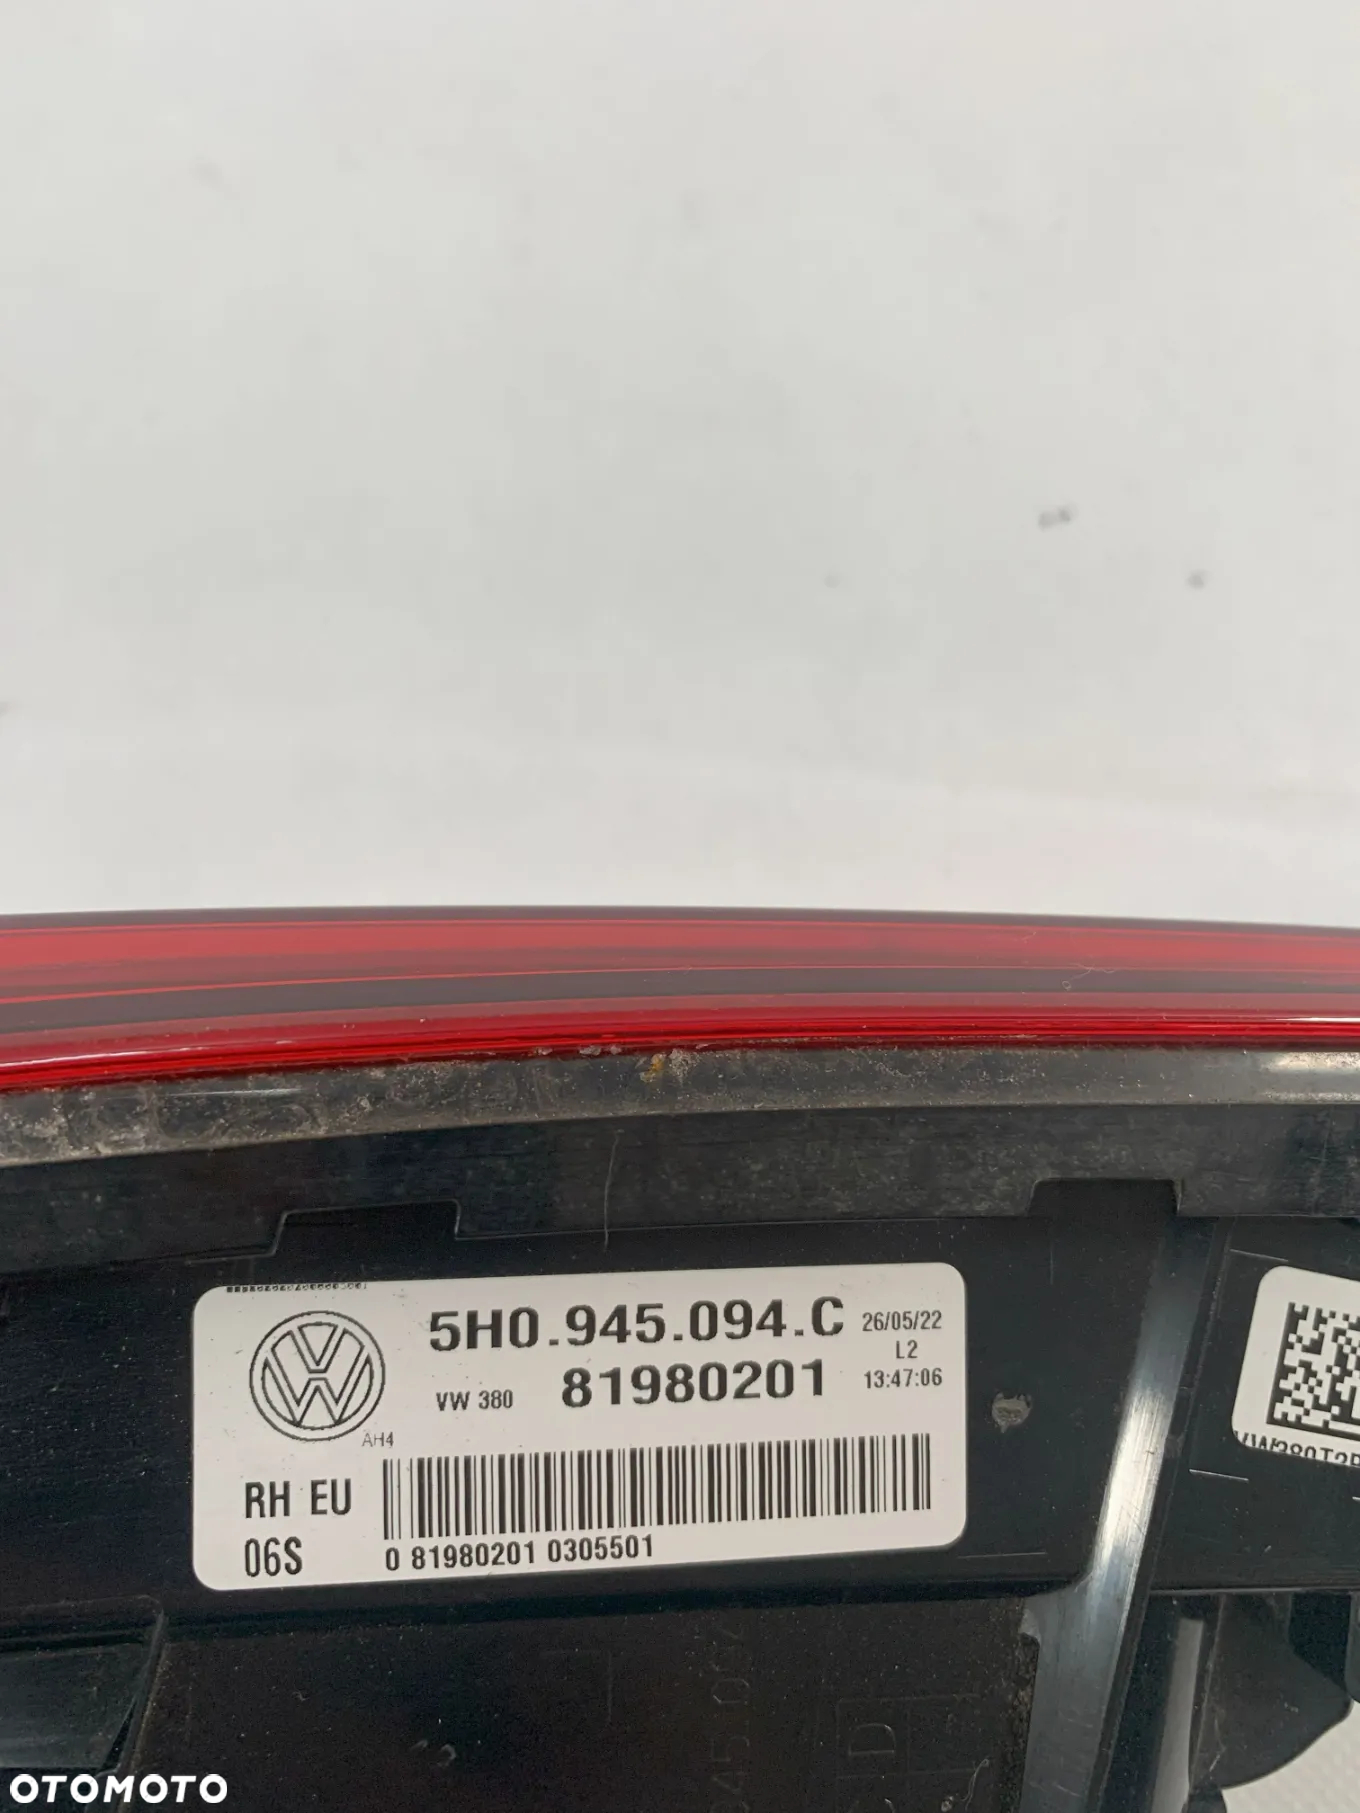 5H0.945.094.C
26/05/22
L2
VW 380
81980201
13:47:06
AH4
RH EU
06S
0 81980201 0305501
OTOMOTO